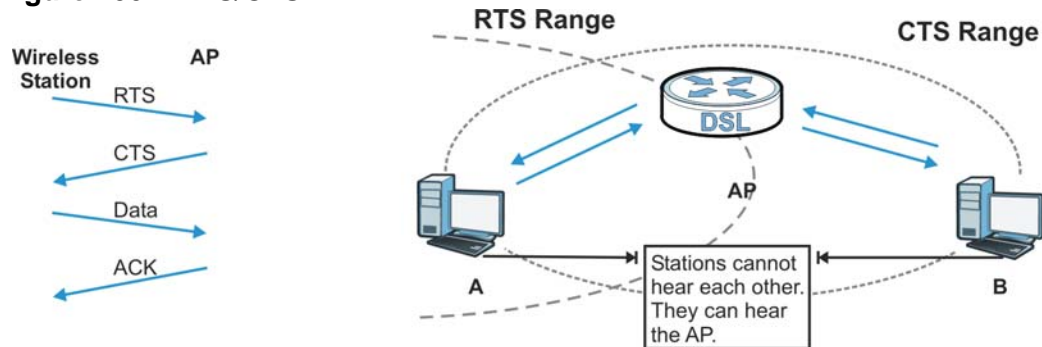 Wireless
Station
AP
RTS
CTS
Data
ACK
RTS Range
CTS Range
DSL
AP
A
B
Stations cannot
hear each other.
They can hear
the AP.